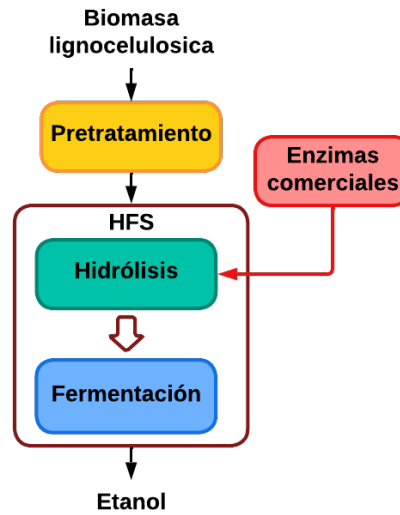 Biomasa
lignocelulosica
Pretratamiento
Enzimas
comerciales
HFS
Hidrólisis
Fermentación
Etanol